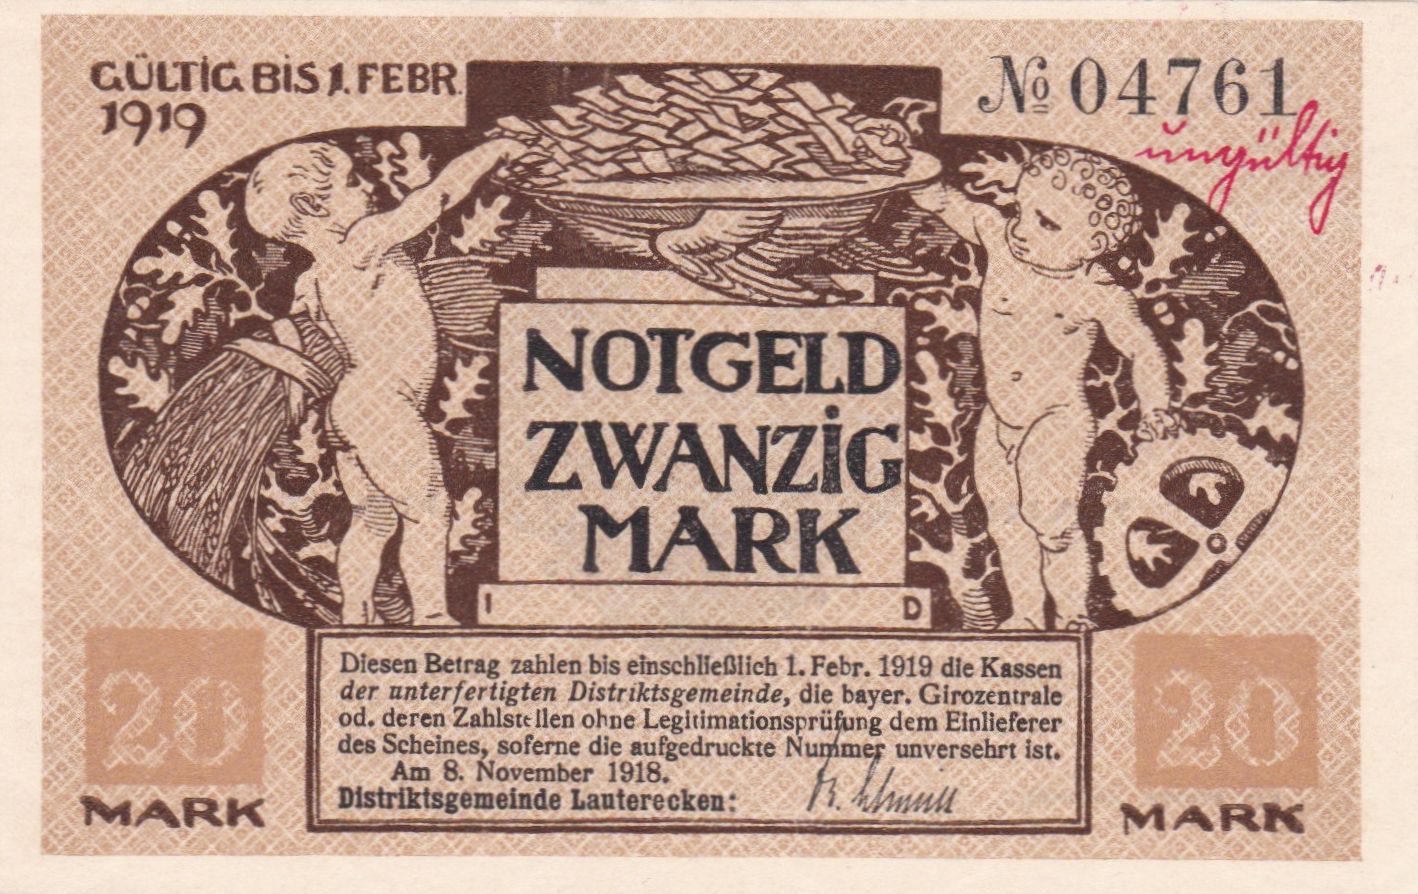 GÜLTIG BIS 1. FEBR.
1919
№ 04761
ungültig
NOTGELD
ZWANZIG
MARK
I D
Diesen Betrag zahlen bis einschließlich 1. Febr. 1919 die Kassen
der unterfertigten Distriktsgemeinde, die bayer. Girozentrale
od. deren Zahlstellen ohne Legitimationsprüfung dem Einlieferer
des Scheines, soferne die aufgedruckte Nummer unversehrt ist.
Am 8. November 1918.
Distriktsgemeinde Lauterecken:
20
MARK
20
MARK